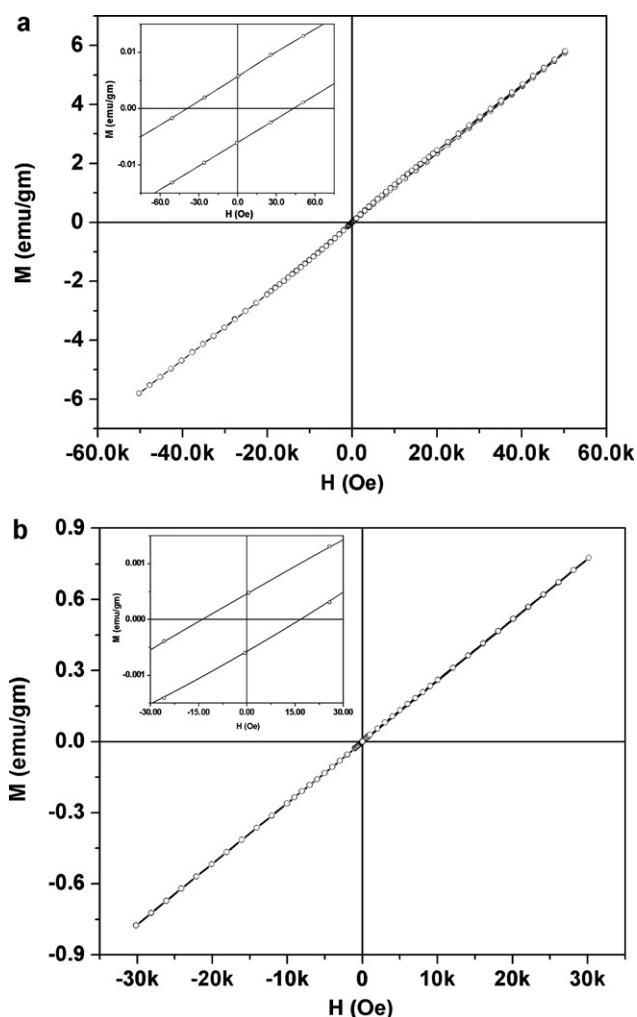 a
8
6
4
2
0
-2
-4
-6
M (emu/gm)
-60.0k -40.0k -20.0k 0.0 20.0k 40.0k 60.0k
H (Oe)
0.01
0.00
-0.01
M (emu/gm)
-60.0 -30.0 0.0 30.0 60.0
H (Oe)
b
0.9
0.6
0.3
0.0
-0.3
-0.6
-0.9
M (emu/gm)
-30k -20k -10k 0 10k 20k 30k
H (Oe)
0.001
0.000
-0.001
M (emu/gm)
-30.00 -15.00 0.00 15.00 30.00
H (Oe)